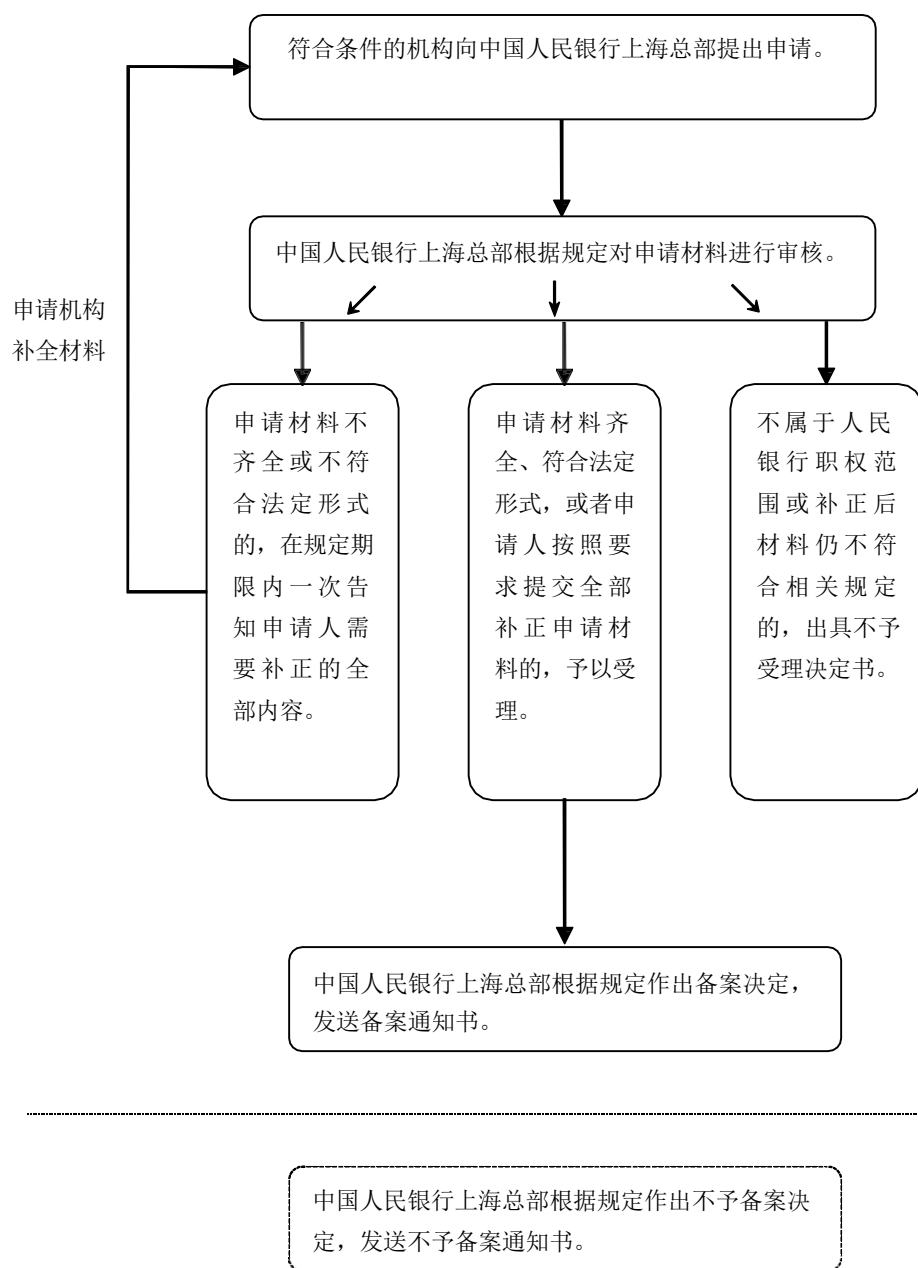 符合条件的机构向中国人民银行上海总部提出申请。
中国人民银行上海总部根据规定对申请材料进行审核。
申请机构
补全材料
申请材料不
齐全或不符
合法定形式
的，在规定期
限内一次告
知申请人需
要补正的全
部内容。
申请材料齐
全、符合法定
形式，或者申
请人按照要
求提交全部
补正申请材
料的，予以受
理。
不属于人民
银行职权范
围或补正后
材料仍不符
合相关规定
的，出具不予
受理决定书。
中国人民银行上海总部根据规定作出备案决定，
发送备案通知书。
中国人民银行上海总部根据规定作出不予备案决
定，发送不予备案通知书。